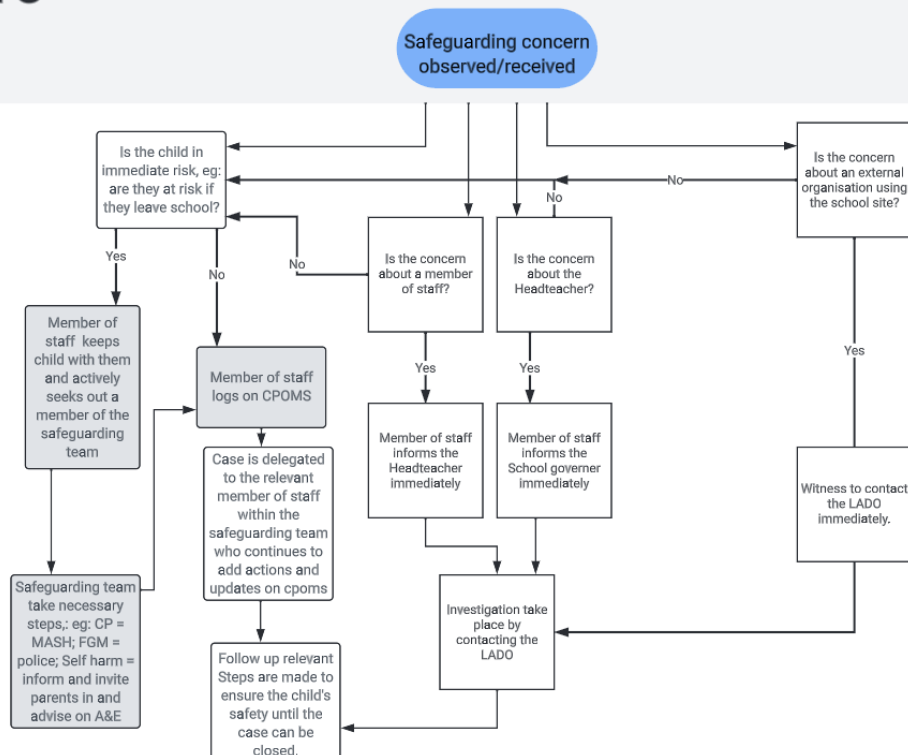 Safeguarding concern
observed/received
Is the child in
immediate risk, eg:
are they at risk if
they leave school?
Is the concern
about an external
organisation using
the school site?
No
No
Is the concern
about a member
of staff?
Is the concern
about the
Headteacher?
No
Yes
No
Member of
staff keeps
child with them
and actively
seeks out a
member of the
safeguarding
team
Member of staff
logs on CPOMS
Yes
Yes
Yes
Member of staff
informs the
Headteacher
immediately
Member of staff
informs the
School governer
immediately
Case is delegated
to the relevant
member of staff
within the
safeguarding team
who continues to
add actions and
updates on cpoms
Witness to contact
the LADO
immediately.
Safeguarding team
take necessary
steps,: eg: CP =
MASH; FGM =
police; Self harm =
inform and invite
parents in and
advise on A&E
Investigation take
place by
contacting the
LADO
Follow up relevant
Steps are made to
ensure the child's
safety until the
case can be
closed.